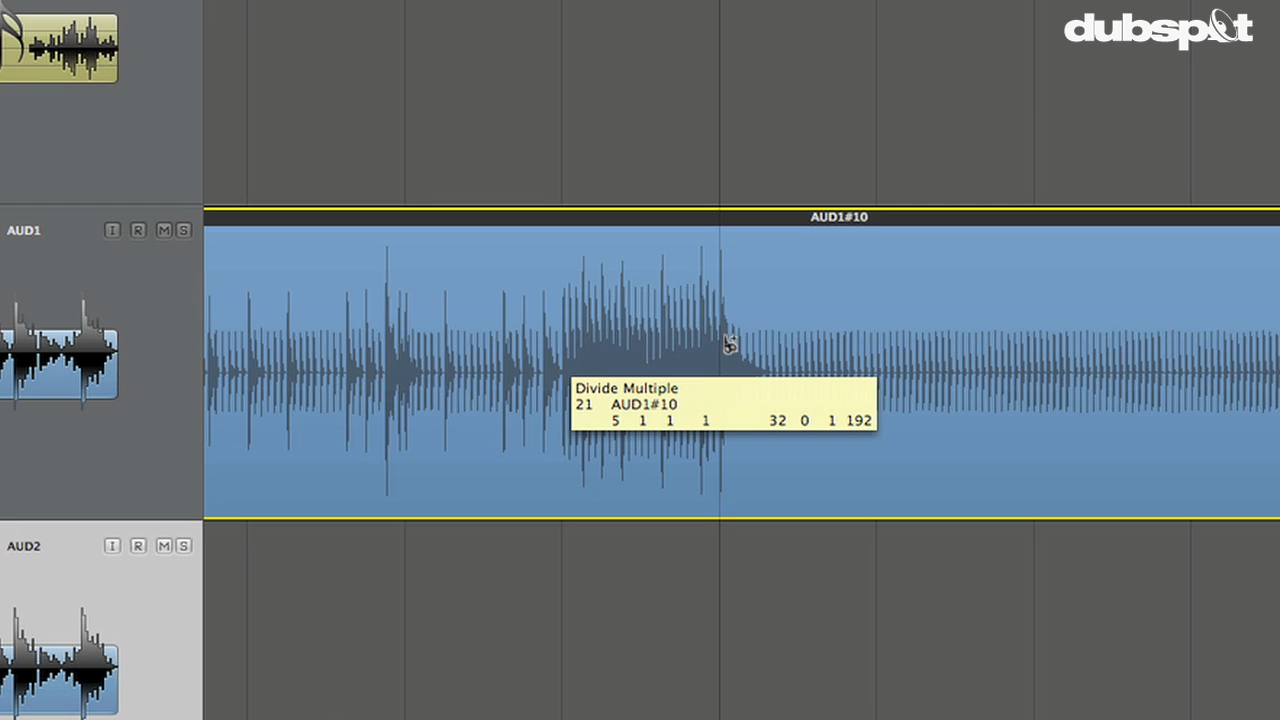 dubspot
AUD1#10
AUD1 I R M S
Divide Multiple
21 AUD1#10
5 1 1 1 32 0 1 192
AUD2 I R M S